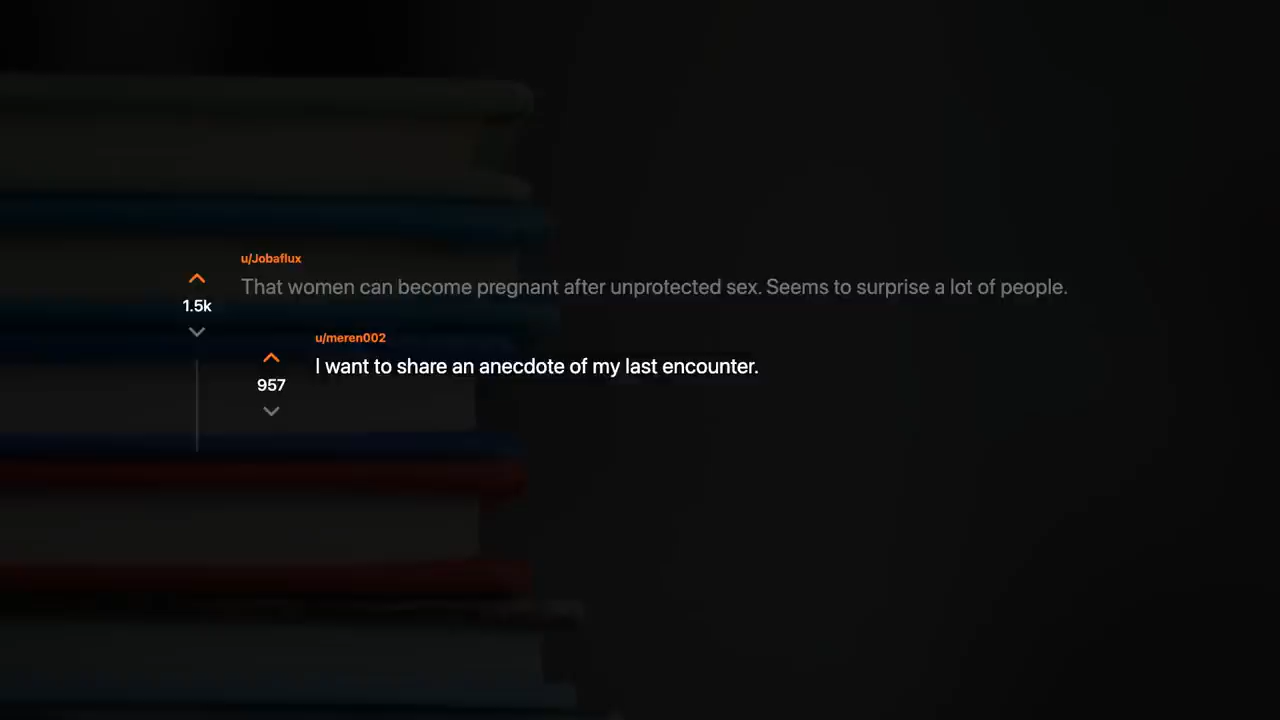 u/Jobaflux
That women can become pregnant after unprotected sex. Seems to surprise a lot of people.
1.5k
u/meren002
I want to share an anecdote of my last encounter.
957